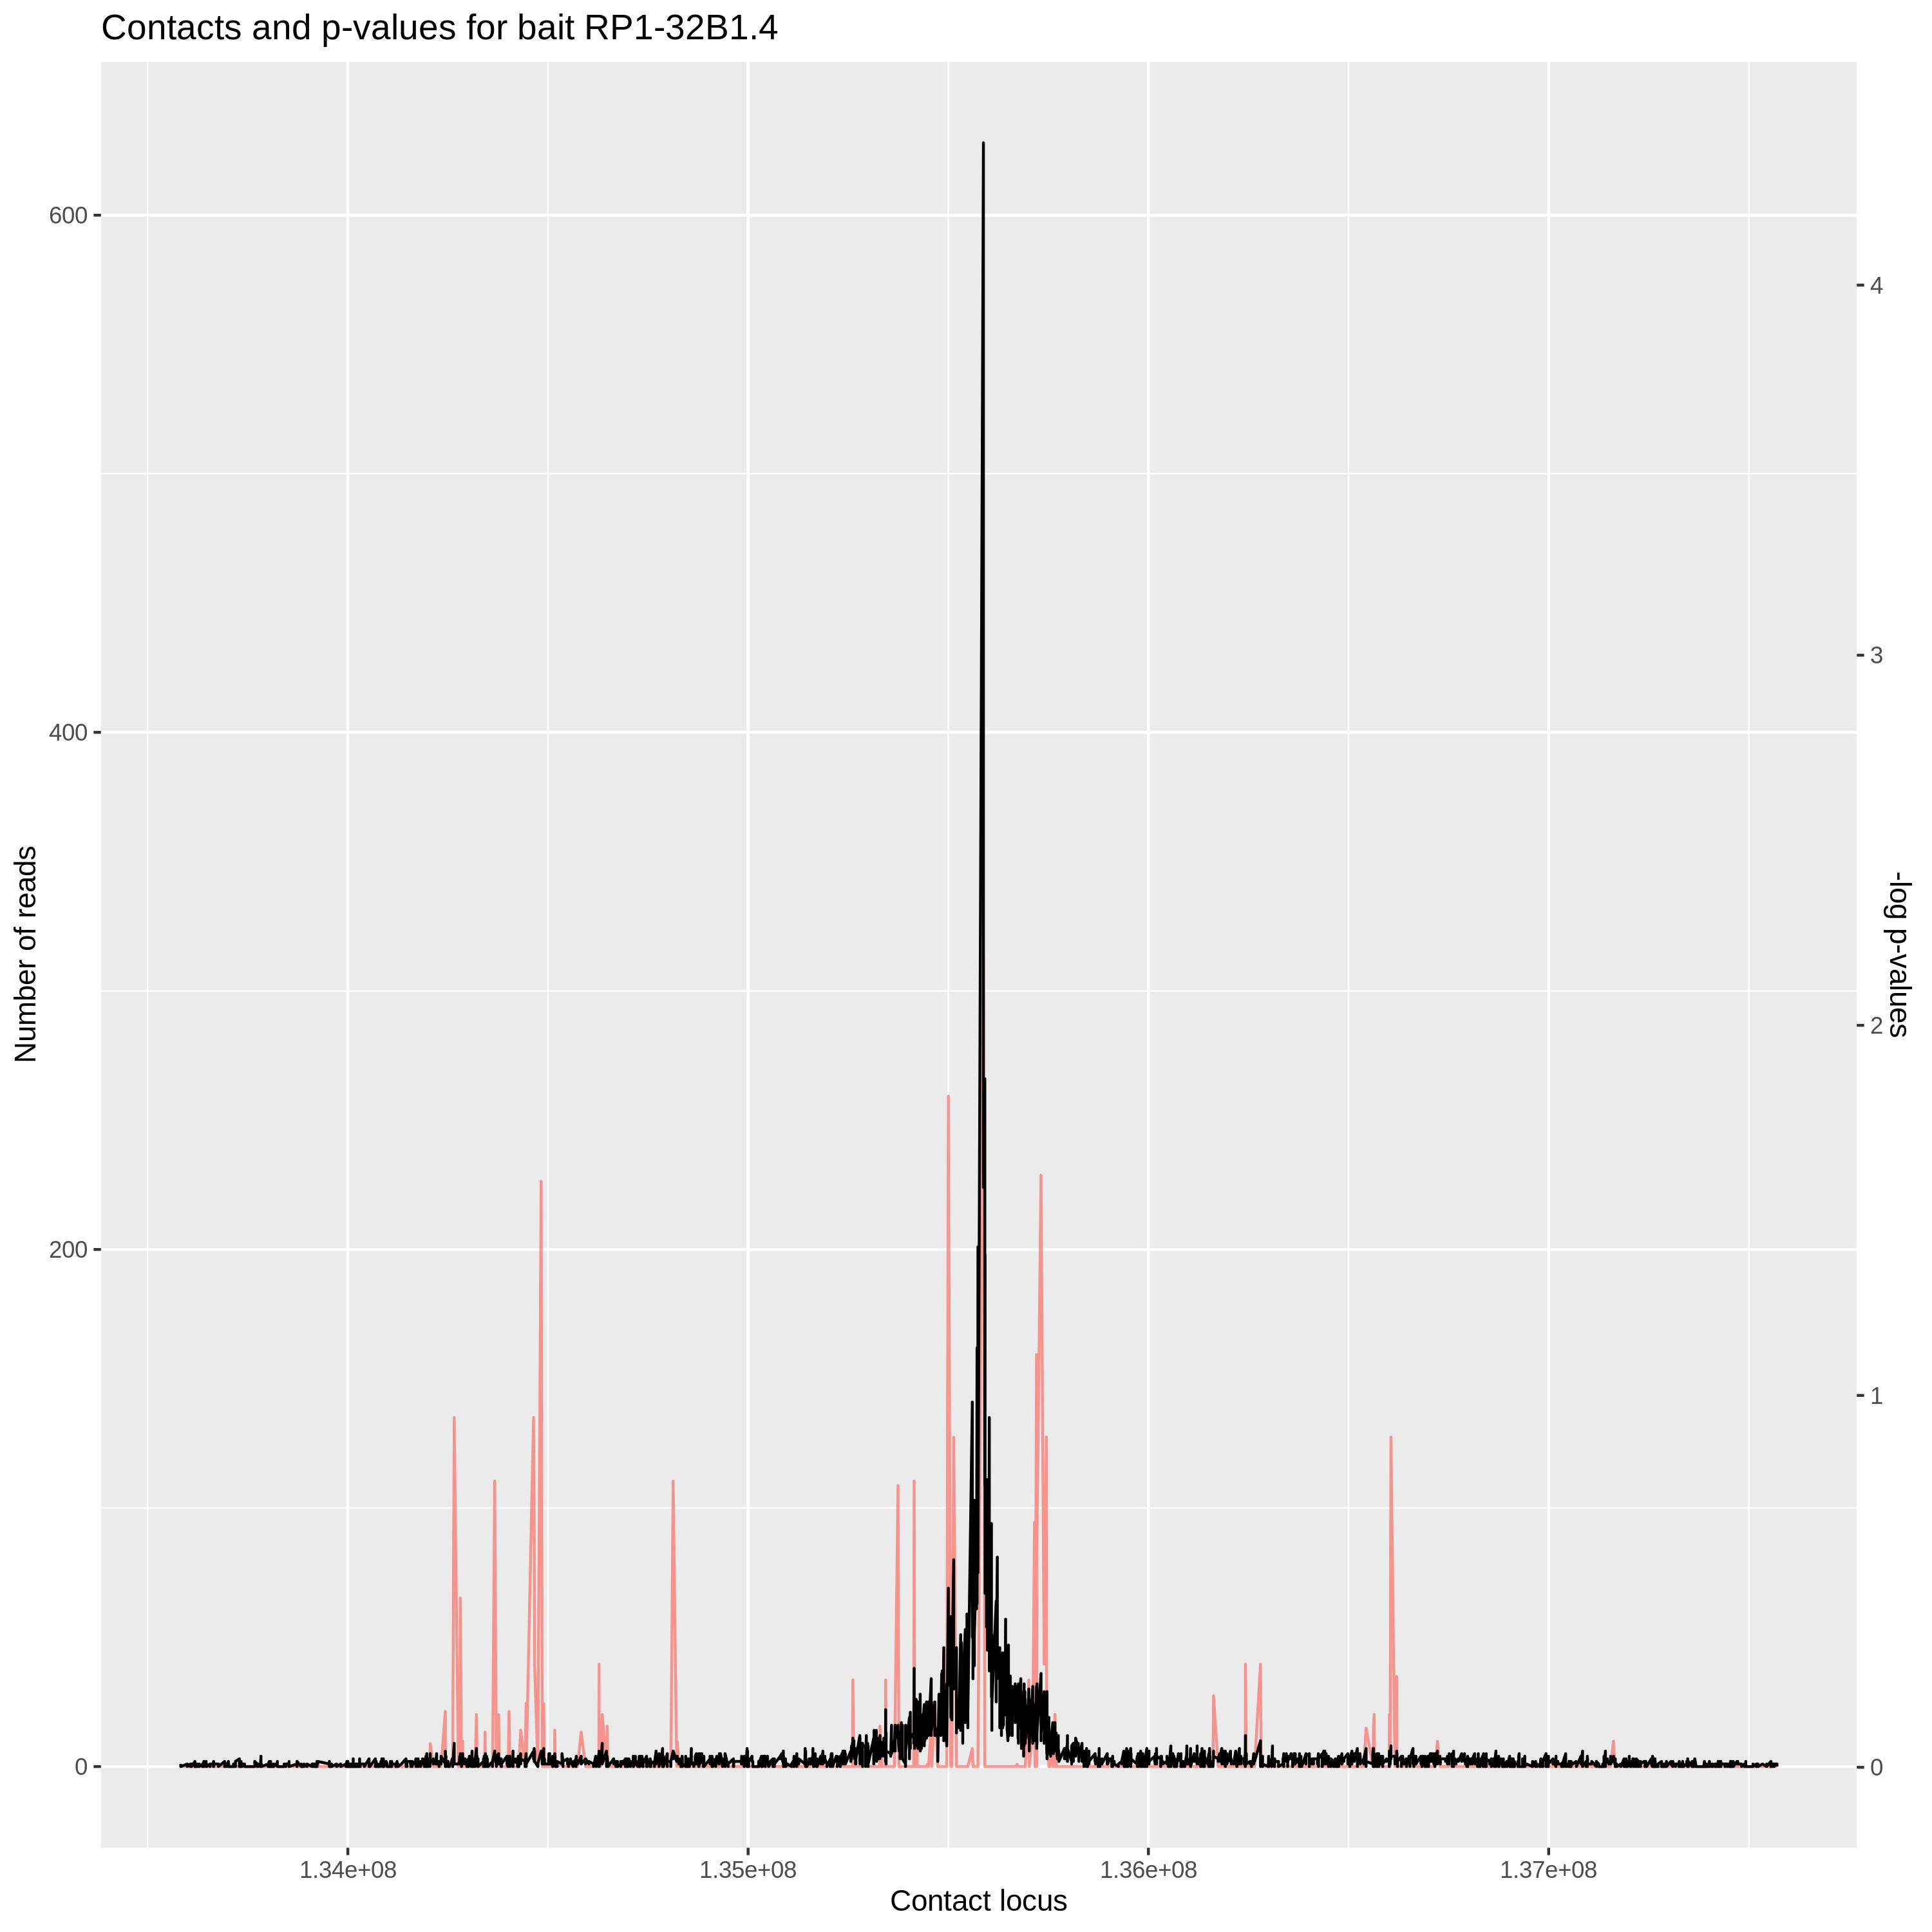 Contacts and p-values for bait RP1-32B1.4
600
400
200
0
Number of reads
4
3
2
1
0
-log p-values
1.34e+08
1.35e+08
1.36e+08
1.37e+08
Contact locus